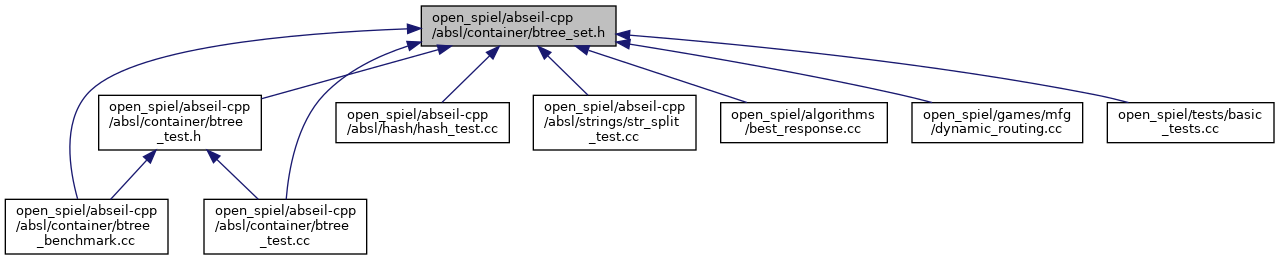 open_spiel/abseil-cpp
/absl/container/btree_set.h
open_spiel/abseil-cpp
/absl/container/btree
_test.h
open_spiel/abseil-cpp
/absl/hash/hash_test.cc
open_spiel/abseil-cpp
/absl/strings/str_split
_test.cc
open_spiel/algorithms
/best_response.cc
open_spiel/games/mfg
/dynamic_routing.cc
open_spiel/tests/basic
_tests.cc
open_spiel/abseil-cpp
/absl/container/btree
_benchmark.cc
open_spiel/abseil-cpp
/absl/container/btree
_test.cc